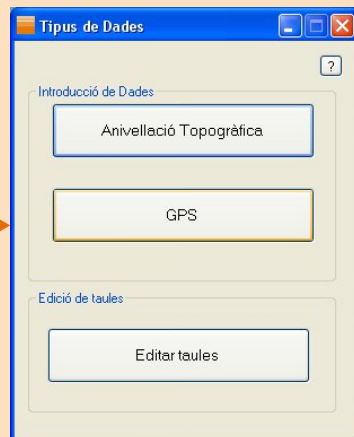 Tipus de Dades
?
Introducció de Dades
Anivellació Topogràfica
GPS
Edició de taules
Editar taules